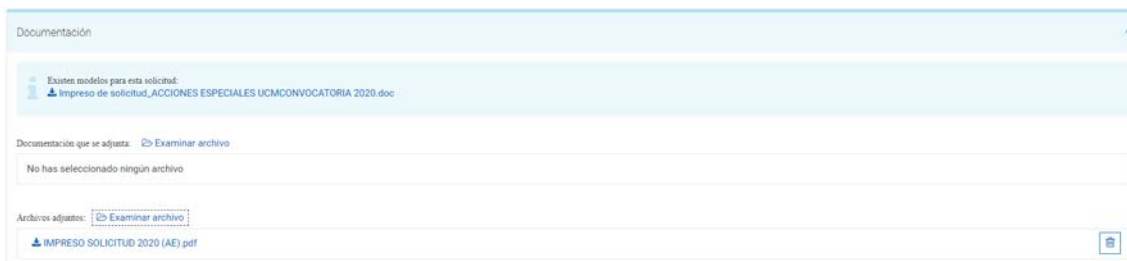 Documentación
Existen modelos para esta solicitud:
Impreso de solicitud_ACCIONES ESPECIALES UCMCONVOCATORIA 2020.doc
Documentación que se adjunta: Examinar archivo
No has seleccionado ningún archivo
Archivos adjuntos: Examinar archivo
IMPRESO SOLICITUD 2020 (AE).pdf